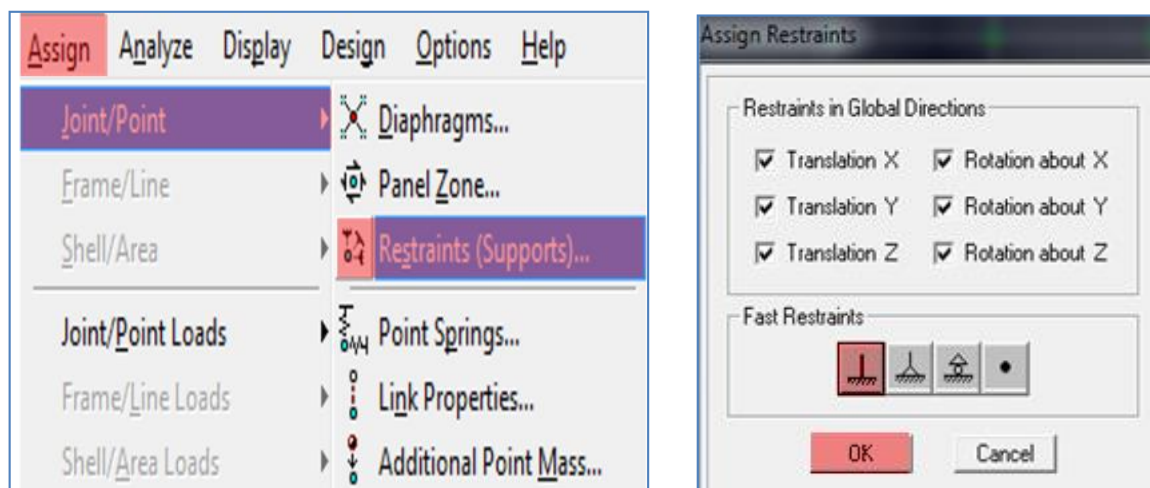 Assign Analyze Display Design Options Help
Joint/Point
Frame/Line
Shell/Area
Joint/Point Loads
Frame/Line Loads
Shell/Area Loads
Diaphragms...
Panel Zone...
Restraints (Supports)...
Point Springs...
Link Properties...
Additional Point Mass...
Assign Restraints
Restraints in Global Directions
Translation X Rotation about X
Translation Y Rotation about Y
Translation Z Rotation about Z
Fast Restraints
OK Cancel